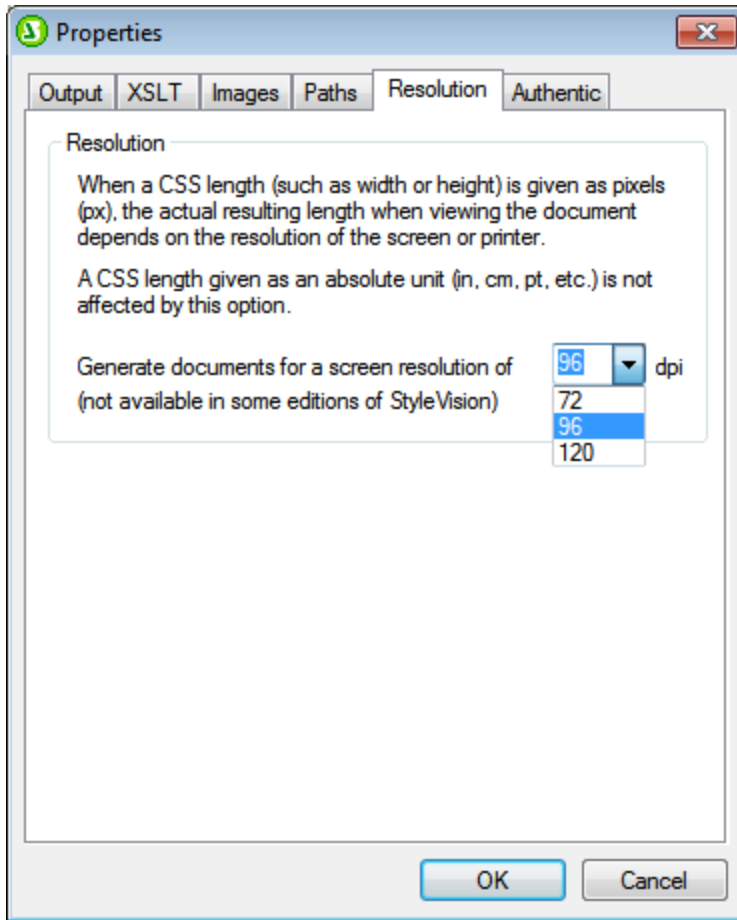 Properties
Output XSLT Images Paths Resolution Authentic
Resolution
When a CSS length (such as width or height) is given as pixels
(px), the actual resulting length when viewing the document
depends on the resolution of the screen or printer.
A CSS length given as an absolute unit (in, cm, pt, etc.) is not
affected by this option.
Generate documents for a screen resolution of 96 dpi
(not available in some editions of StyleVision) 72
96
120
OK Cancel